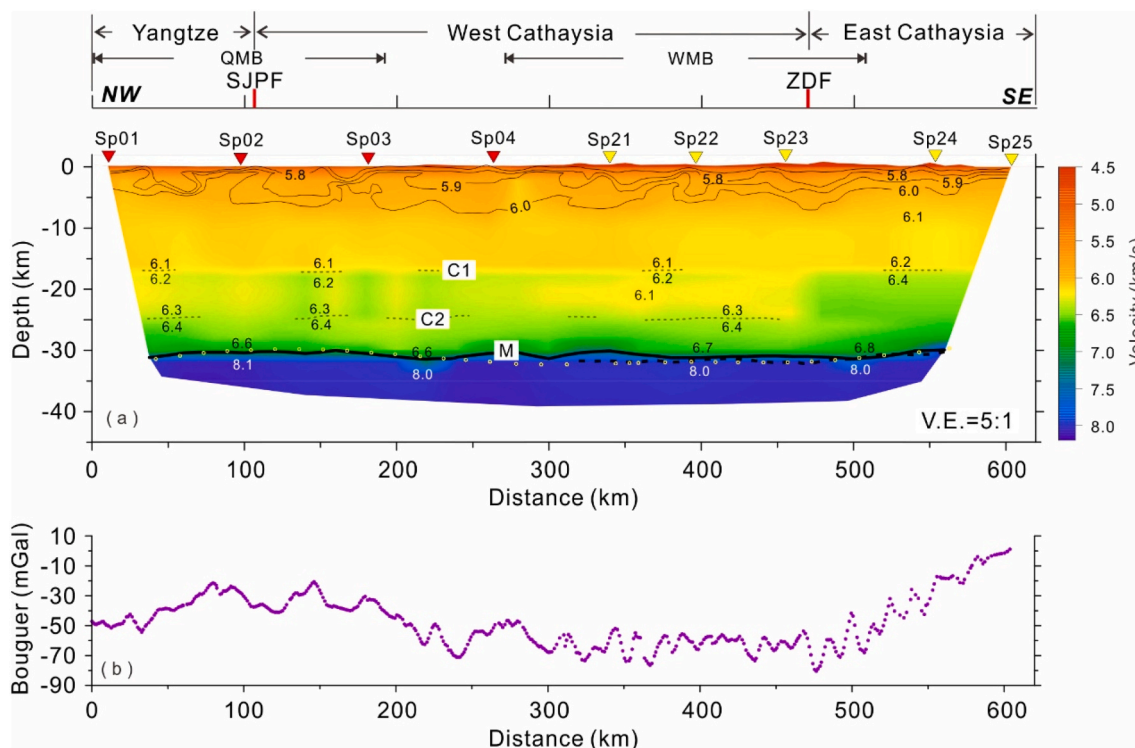 Yangtze West Cathaysia East Cathaysia
QMB WMB
SJPF ZDF
NW SE
Sp01 Sp02 Sp03 Sp04 Sp21 Sp22 Sp23 Sp24 Sp25
0 4.5
5.8 5.8 5.8
5.9 5.9
6.0 6.0
5.0
-10 6.1
5.5
6.1 6.1 C1 6.1 6.2
6.2 6.2 6.2 6.4
6.0
-20 6.1
6.3 6.3 6.3
6.4 6.4 C2 6.4
6.5
6.6 6.6 M 6.7 6.8
-30 7.0
8.1 8.0 8.0 8.0
7.5
-40 8.0
( a ) V.E.=5:1
Depth (km)
Velocity (km/s)
0 100 200 300 400 500 600
Distance (km)
10
-10
-30
-50
-70
-90
Bouguer (mGal)
( b )
0 100 200 300 400 500 600
Distance (km)